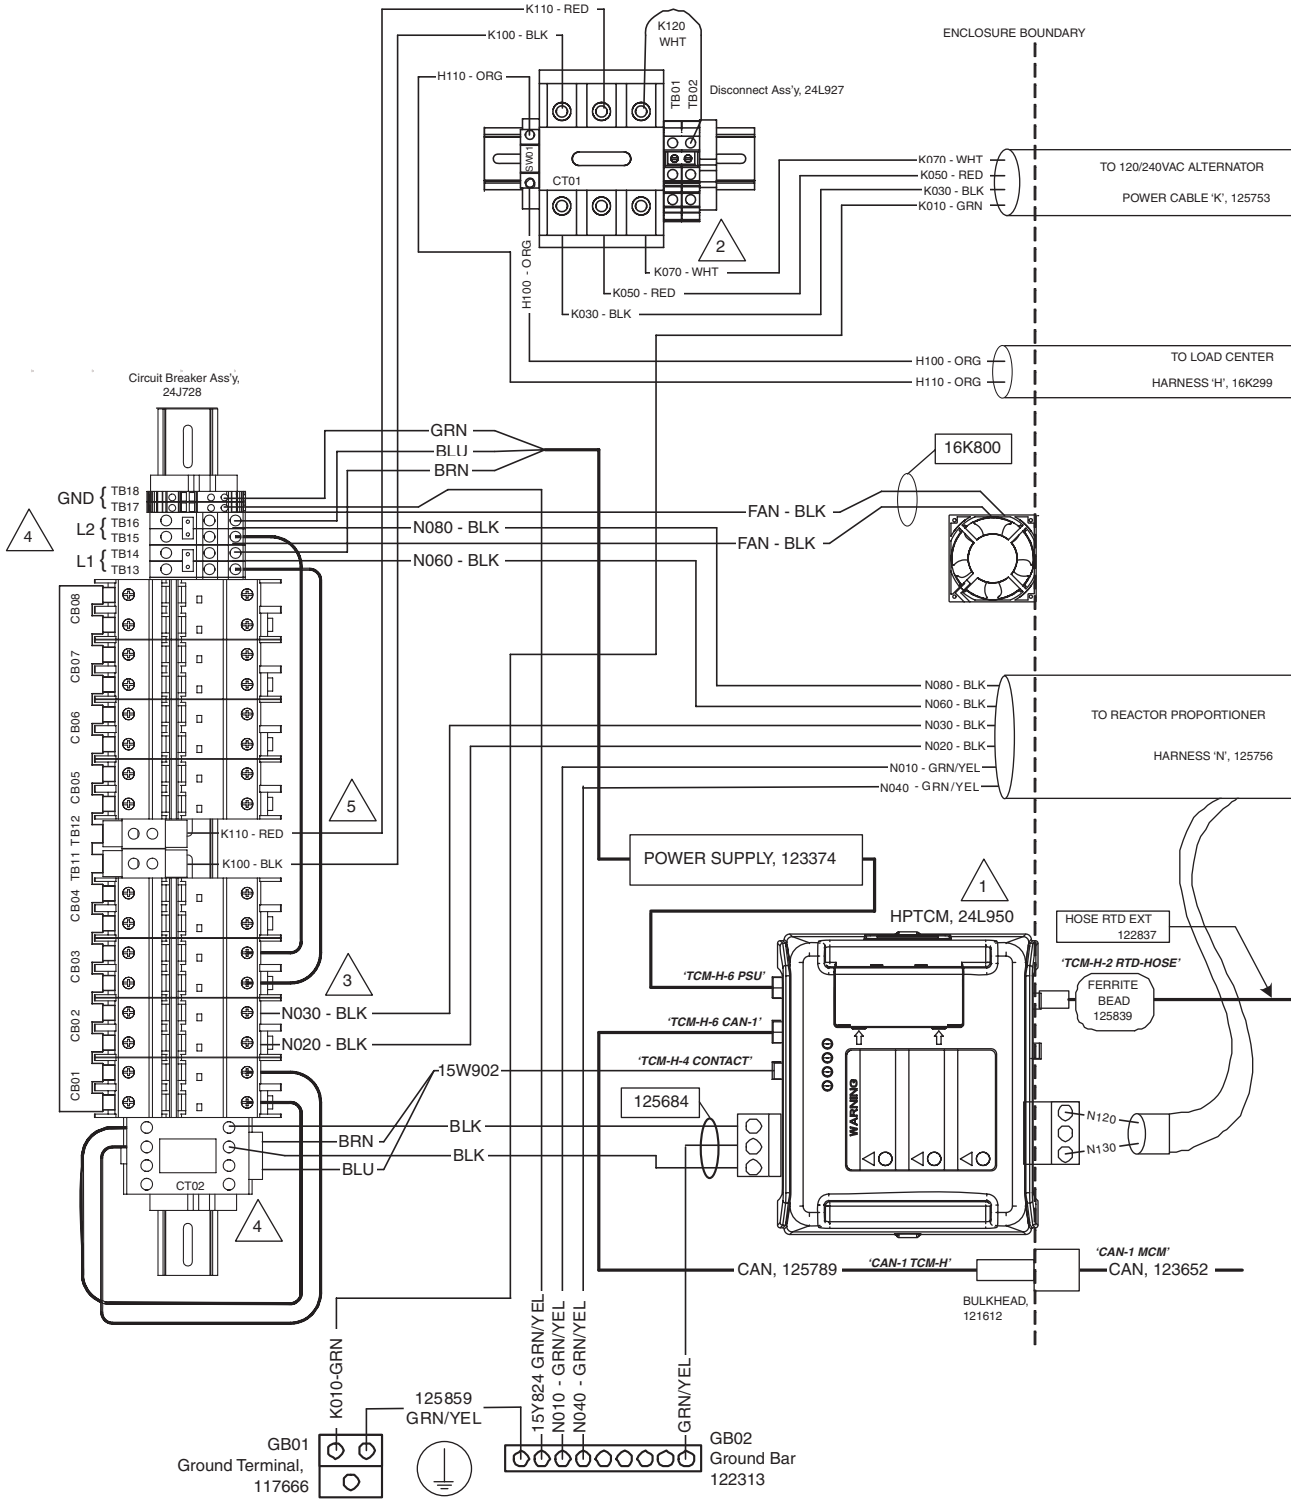 K110 - RED
K100 - BLK
K120
WHT
ENCLOSURE BOUNDARY
H110 - ORG
TB01
TB02
Disconnect Ass'y, 24L927
SW01
CT01
K070 - WHT
K050 - RED
K030 - BLK
K010 - GRN
TO 120/240VAC ALTERNATOR
POWER CABLE 'K', 125753
2
H100 - ORG
K070 - WHT
K050 - RED
K030 - BLK
H100 - ORG
H110 - ORG
TO LOAD CENTER
HARNESS 'H', 16K299
Circuit Breaker Ass'y,
24J728
GRN
BLU
BRN
16K800
GND { TB18
TB17
L2 { TB16
TB15
L1 { TB14
TB13
4
N080 - BLK
N060 - BLK
FAN - BLK
FAN - BLK
CB08
CB07
CB06
CB05
TB12
TB11
CB04
CB03
CB02
CB01
N080 - BLK
N060 - BLK
N030 - BLK
N020 - BLK
N010 - GRN/YEL
N040 - GRN/YEL
TO REACTOR PROPORTIONER
HARNESS 'N', 125756
5
K110 - RED
K100 - BLK
POWER SUPPLY, 123374
1
HPTCM, 24L950
HOSE RTD EXT
122837
3
'TCM-H-6 PSU'
'TCM-H-2 RTD-HOSE'
FERRITE
BEAD
125839
N030 - BLK
N020 - BLK
'TCM-H-6 CAN-1'
'TCM-H-4 CONTACT'
15W902
125684
WARNING
N120
N130
BLK
BRN
BLK
BLU
CT02
4
CAN, 125789
'CAN-1 TCM-H'
'CAN-1 MCM'
CAN, 123652
BULKHEAD,
121612
K010-GRN
125859
GRN/YEL
15Y824 GRN/YEL
N010 - GRN/YEL
N040 - GRN/YEL
GRN/YEL
GB01
Ground Terminal,
117666
GB02
Ground Bar
122313